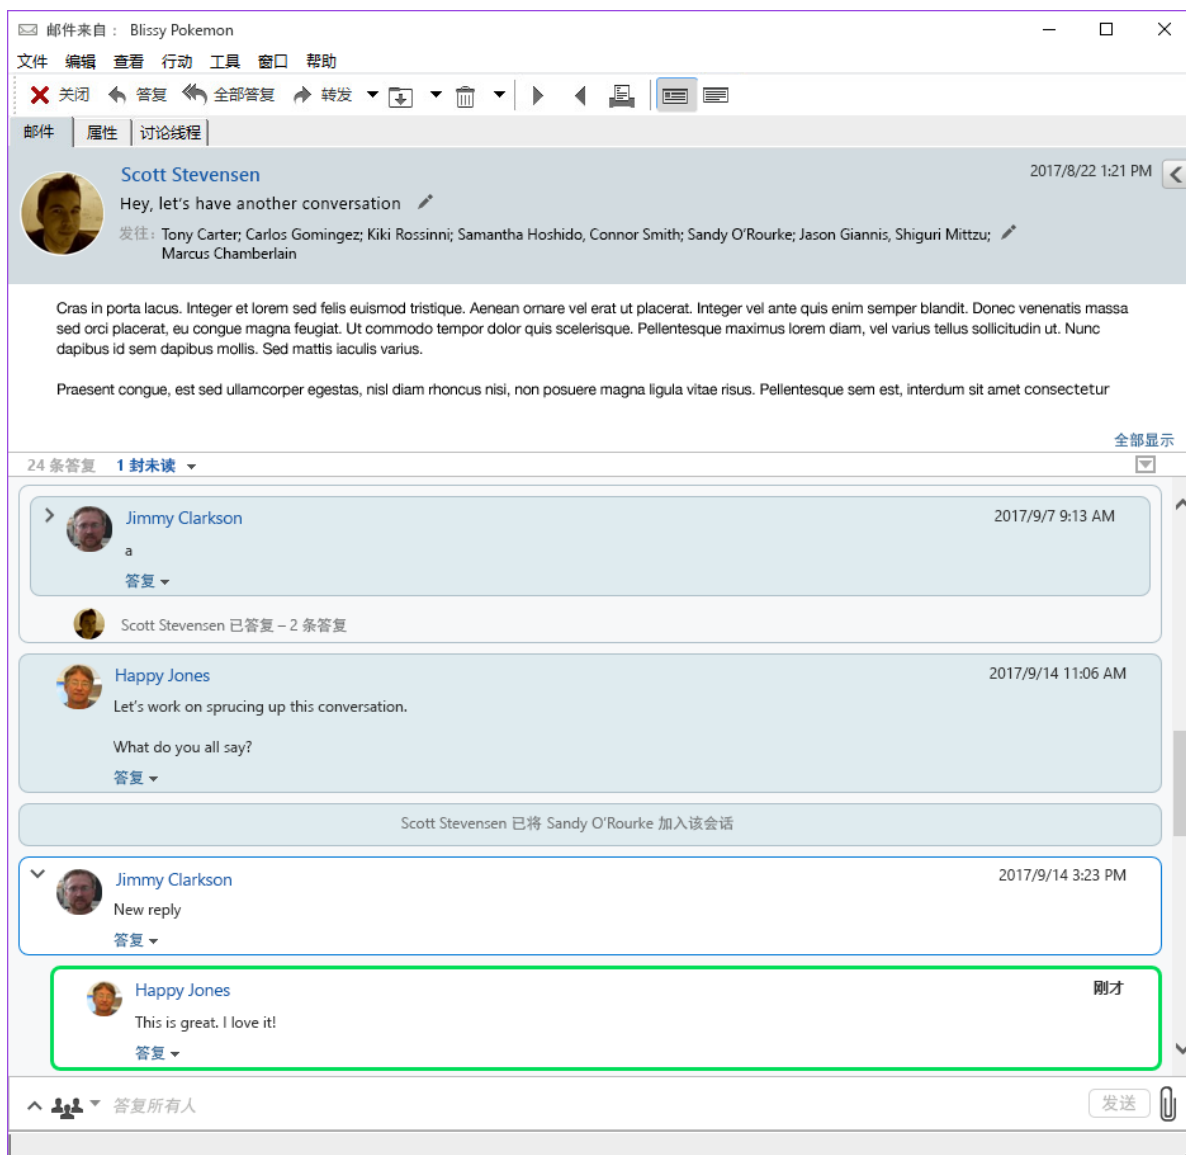 邮件来自： Blissy Pokemon
文件 编辑 查看 行动 工具 窗口 帮助
关闭 答复 全部答复 转发
邮件 属性 讨论线程
Scott Stevensen 2017/8/22 1:21 PM
Hey, let's have another conversation
发往： Tony Carter; Carlos Gomingez; Kiki Rossinni; Samantha Hoshido, Connor Smith; Sandy O'Rourke; Jason Giannis, Shiguri Mittzu;
Marcus Chamberlain
Cras in porta lacus. Integer et lorem sed felis euismod tristique. Aenean ornare vel erat ut placerat. Integer vel ante quis enim semper blandit. Donec venenatis massa
sed orci placerat, eu congue magna feugiat. Ut commodo tempor dolor quis scelerisque. Pellentesque maximus lorem diam, vel varius tellus sollicitudin ut. Nunc
dapibus id sem dapibus mollis. Sed mattis iaculis varius.
Praesent congue, est sed ullamcorper egestas, nisl diam rhoncus nisi, non posuere magna ligula vitae risus. Pellentesque sem est, interdum sit amet consectetur
全部显示
24 条答复 1 封未读
Jimmy Clarkson 2017/9/7 9:13 AM
a
答复
Scott Stevensen 已答复 – 2 条答复
Happy Jones 2017/9/14 11:06 AM
Let's work on sprucing up this conversation.
What do you all say?
答复
Scott Stevensen 已将 Sandy O'Rourke 加入该会话
Jimmy Clarkson 2017/9/14 3:23 PM
New reply
答复
Happy Jones 刚才
This is great. I love it!
答复
答复所有人 发送